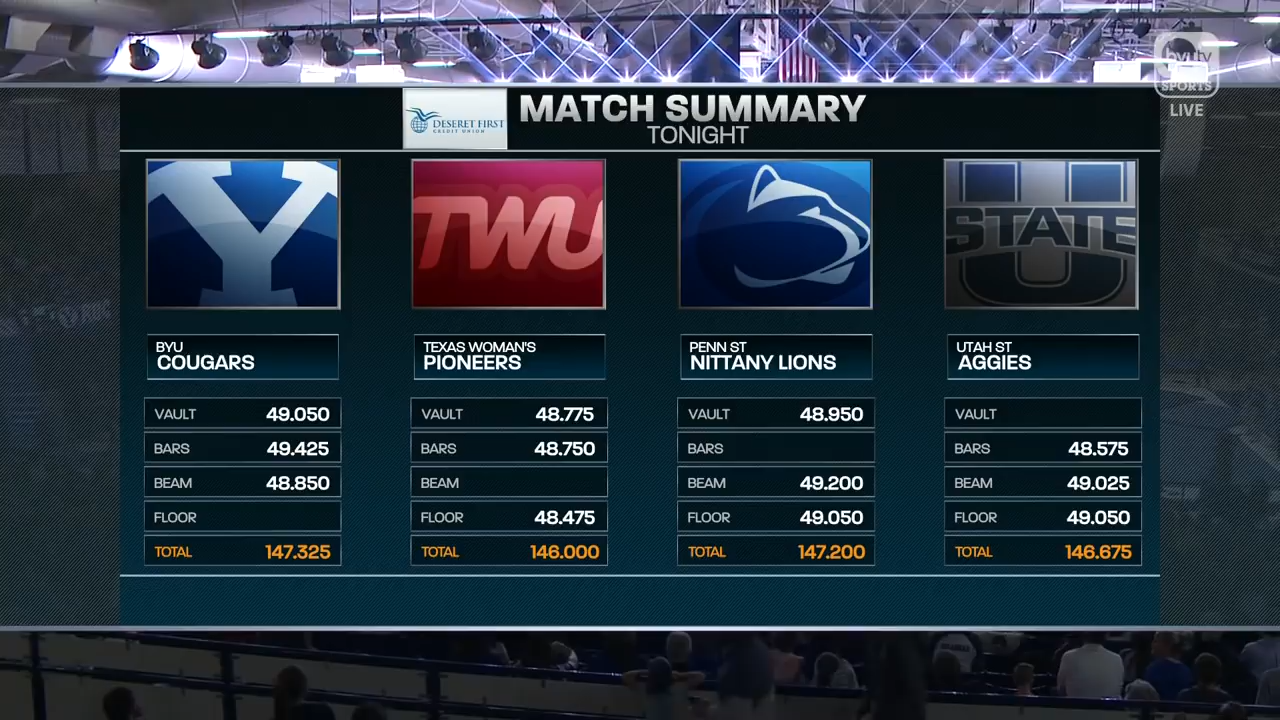 byutv
SPORTS
LIVE
DESERET FIRST
CREDIT UNION
MATCH SUMMARY
TONIGHT
Y
TWU
STATE
U
BYU
COUGARS
VAULT 49.050
BARS 49.425
BEAM 48.850
FLOOR
TOTAL 147.325
TEXAS WOMAN'S
PIONEERS
VAULT 48.775
BARS 48.750
BEAM
FLOOR 48.475
TOTAL 146.000
PENN ST
NITTANY LIONS
VAULT 48.950
BARS
BEAM 49.200
FLOOR 49.050
TOTAL 147.200
UTAH ST
AGGIES
VAULT
BARS 48.575
BEAM 49.025
FLOOR 49.050
TOTAL 146.675